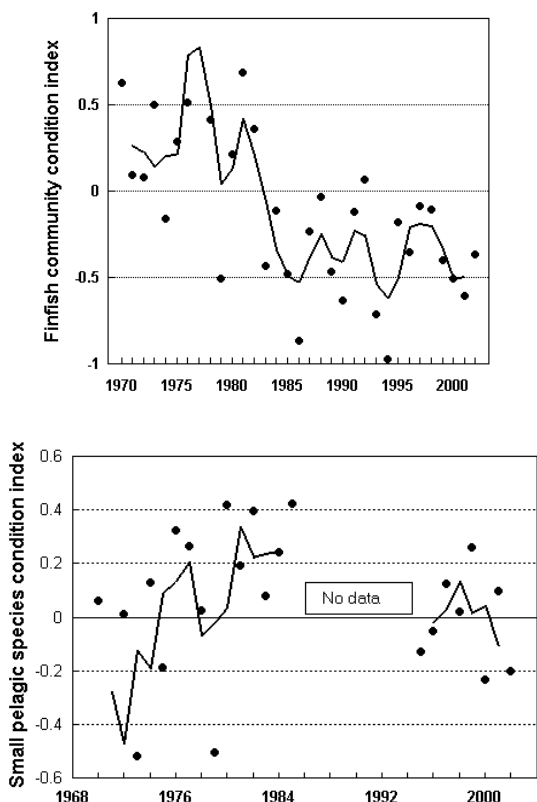 Finfish community condition index
1
0.5
0
-0.5
-1
1970 1975 1980 1985 1990 1995 2000
Small pelagic species condition index
0.6
0.4
0.2
0
-0.2
-0.4
-0.6
No data
1968 1976 1984 1992 2000